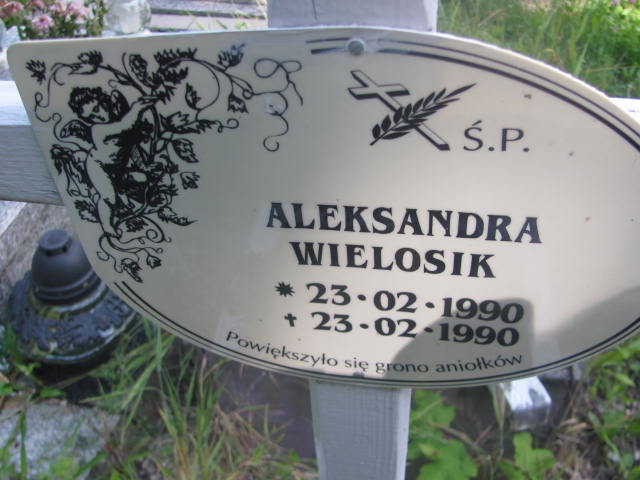 Ś.P.
ALEKSANDRA
WIELOSIK
* 23·02·1990
✝ 23·02·1990
Powiększyło się grono aniołków